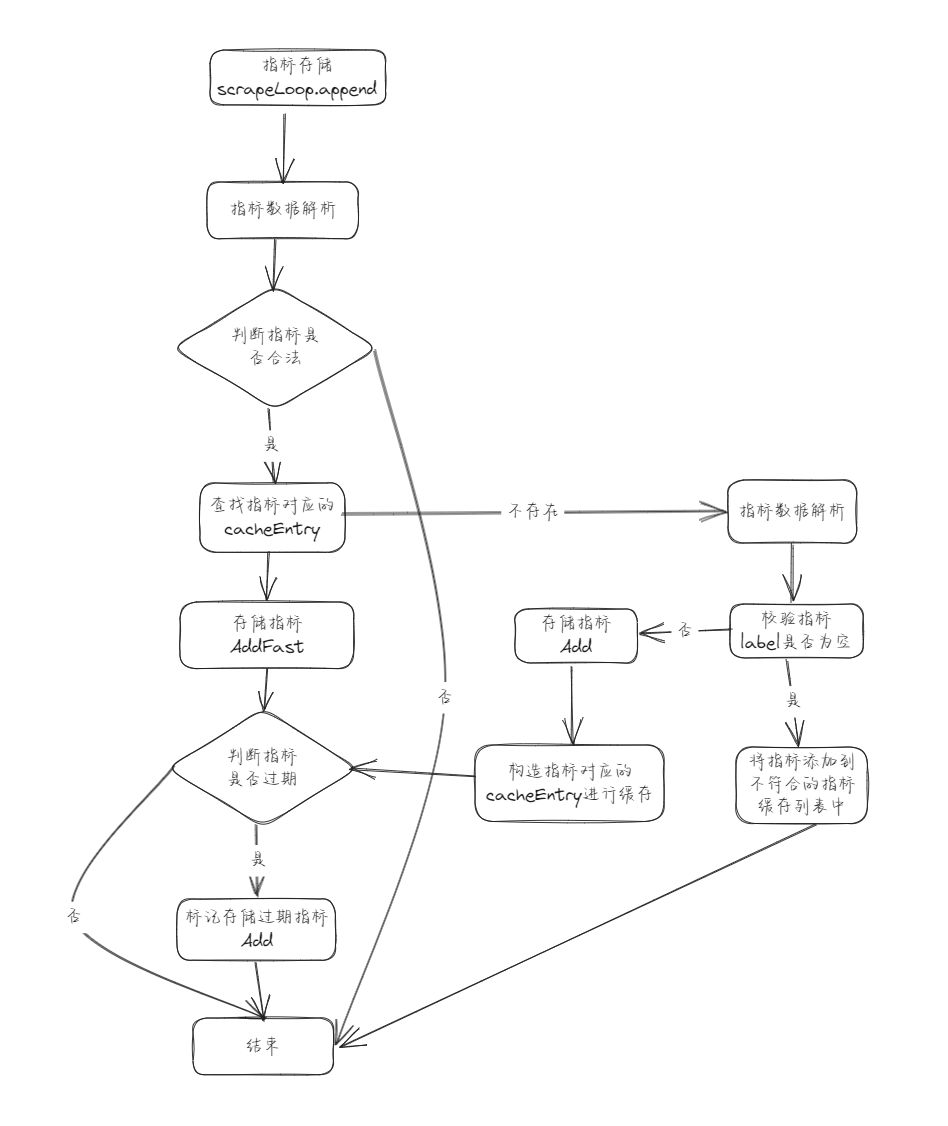 指标存储
scrapeLoop.append
指标数据解析
判断指标是
否合法
是
查找指标对应的
cacheEntry
不存在
指标数据解析
存储指标
AddFast
存储指标
Add
否
校验指标
label是否为空
否
是
判断指标
是否过期
构造指标对应的
cacheEntry进行缓存
将指标添加到
不符合的指标
缓存列表中
是
否
标记存储过期指标
Add
结束